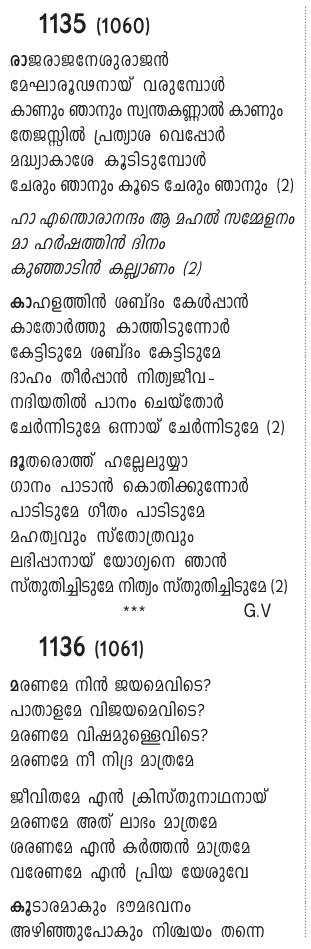 1135 (1060)
രാജരാജനേശുരാജൻ
മേഘാരൂഢനായ് വരുമ്പോൾ
കാണും ഞാനും സ്വന്തകണ്ണാൽ കാണും
തേജസ്സിൽ പ്രത്യാശ വെപ്പോർ
മദ്ധ്യാകാശേ കൂടിടുമ്പോൾ
ചേരും ഞാനും കൂടെ ചേരും ഞാനും (2)
ഹാ എന്തൊരാനന്ദം ആ മഹൽ സമ്മേളനം
മാ ഹർഷത്തിൻ ദിനം
കുഞ്ഞാടിൻ കല്ല്യാണം (2)
കാഹളത്തിൻ ശബ്ദം കേൾപ്പാൻ
കാതോർത്തു കാത്തിടുന്നോർ
കേട്ടിടുമേ ശബ്ദം കേട്ടിടുമേ
ദാഹം തീർപ്പാൻ നിത്യജീവ-
നദിയതിൽ പാനം ചെയ്തോർ
ചേർന്നിടുമേ ഒന്നായ് ചേർന്നിടുമേ (2)
ദൂതരൊത്ത് ഹല്ലേലുയ്യാ
ഗാനം പാടാൻ കൊതിക്കുന്നോർ
പാടിടുമേ ഗീതം പാടിടുമേ
മഹത്വവും സ്തോത്രവും
ലഭിപ്പാനായ് യോഗ്യനെ ഞാൻ
സ്തുതിച്ചിടുമേ നിത്യം സ്തുതിച്ചിടുമേ (2)
*** G.V
1136 (1061)
മരണമേ നിൻ ജയമെവിടെ?
പാതാളമേ വിജയമെവിടെ?
മരണമേ വിഷമുള്ളെവിടെ?
മരണമേ നീ നിദ്ര മാത്രമേ
ജീവിതമേ എൻ ക്രിസ്തുനാഥനായ്
മരണമേ അത് ലാഭം മാത്രമേ
ശരണമേ എൻ കർത്തൻ മാത്രമേ
വരേണമേ എൻ പ്രിയ യേശുവേ
കൂടാരമാകും ഭൗമഭവനം
അഴിഞ്ഞുപോകും നിശ്ചയം തന്നെ